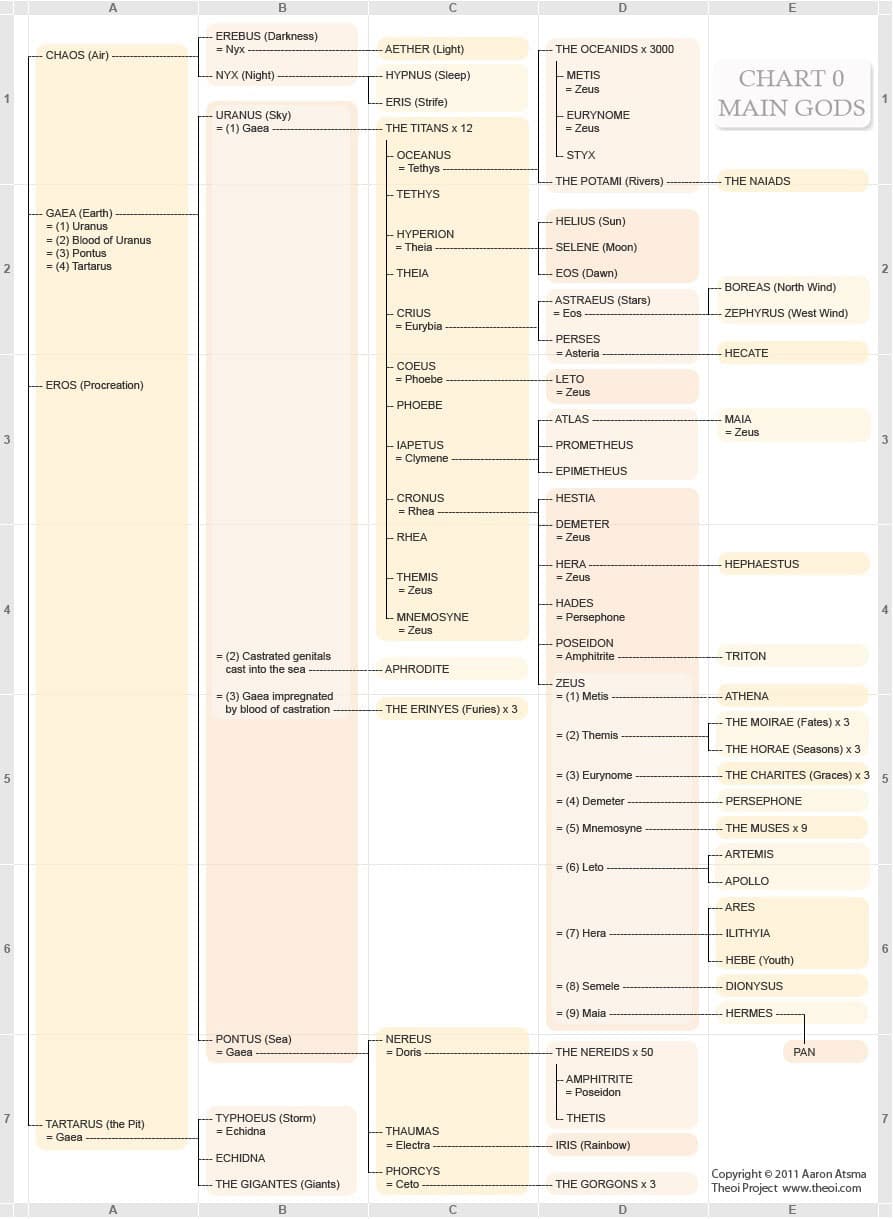 A B C D E
CHART 0
MAIN GODS
1 1
2 2
3 3
4 4
5 5
6 6
7 7
CHAOS (Air)
GAEA (Earth)
= (1) Uranus
= (2) Blood of Uranus
= (3) Pontus
= (4) Tartarus
EROS (Procreation)
TARTARUS (the Pit)
= Gaea
EREBUS (Darkness)
= Nyx
NYX (Night)
URANUS (Sky)
= (1) Gaea
= (2) Castrated genitals
cast into the sea
= (3) Gaea impregnated
by blood of castration
PONTUS (Sea)
= Gaea
TYPHOEUS (Storm)
= Echidna
ECHIDNA
THE GIGANTES (Giants)
AETHER (Light)
HYPNUS (Sleep)
ERIS (Strife)
THE TITANS x 12
OCEANUS
= Tethys
TETHYS
HYPERION
= Theia
THEIA
CRIUS
= Eurybia
COEUS
= Phoebe
PHOEBE
IAPETUS
= Clymene
CRONUS
= Rhea
RHEA
THEMIS
= Zeus
MNEMOSYNE
= Zeus
APHRODITE
THE ERINYES (Furies) x 3
NEREUS
= Doris
THAUMAS
= Electra
PHORCYS
= Ceto
THE OCEANIDS x 3000
METIS
= Zeus
EURYNOME
= Zeus
STYX
THE POTAMI (Rivers)
HELIUS (Sun)
SELENE (Moon)
EOS (Dawn)
ASTRAEUS (Stars)
= Eos
PERSES
= Asteria
LETO
= Zeus
ATLAS
PROMETHEUS
EPIMETHEUS
HESTIA
DEMETER
= Zeus
HERA
= Zeus
HADES
= Persephone
POSEIDON
= Amphitrite
ZEUS
= (1) Metis
= (2) Themis
= (3) Eurynome
= (4) Demeter
= (5) Mnemosyne
= (6) Leto
= (7) Hera
= (8) Semele
= (9) Maia
THE NEREIDS x 50
AMPHITRITE
= Poseidon
THETIS
IRIS (Rainbow)
THE GORGONS x 3
THE NAIADS
BOREAS (North Wind)
ZEPHYRUS (West Wind)
HECATE
MAIA
= Zeus
HEPHAESTUS
TRITON
ATHENA
THE MOIRAE (Fates) x 3
THE HORAE (Seasons) x 3
THE CHARITES (Graces) x 3
PERSEPHONE
THE MUSES x 9
ARTEMIS
APOLLO
ARES
ILITHYIA
HEBE (Youth)
DIONYSUS
HERMES
PAN
Copyright © 2011 Aaron Atsma
Theoi Project www.theoi.com
A B C D E